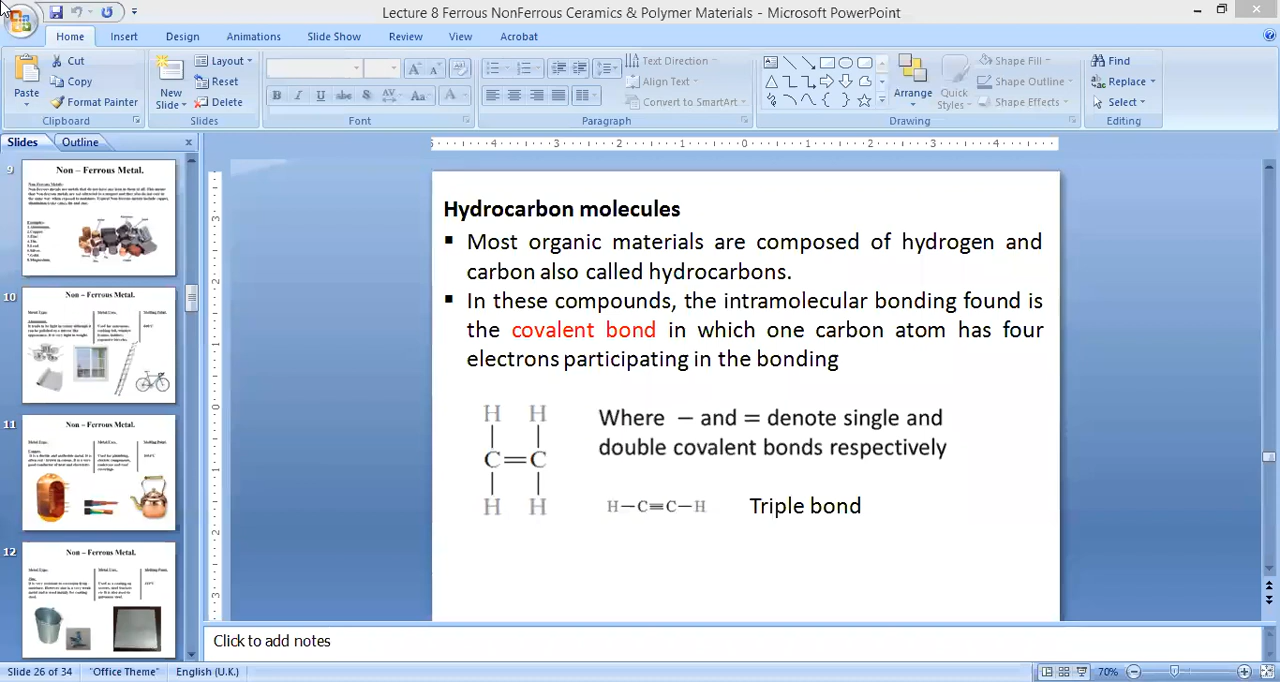 Lecture 8 Ferrous NonFerrous Ceramics & Polymer Materials - Microsoft PowerPoint
Home Insert Design Animations Slide Show Review View Acrobat
Paste
Cut
Copy
Format Painter
Clipboard
New Slide
Layout
Reset
Delete
Slides
Font
Text Direction
Align Text
Convert to SmartArt
Paragraph
Arrange
Quick Styles
Shape Fill
Shape Outline
Shape Effects
Drawing
Find
Replace
Select
Editing
Slides Outline
9
Non – Ferrous Metal.
10
Non – Ferrous Metal.
11
Non – Ferrous Metal.
12
Non – Ferrous Metal.
Hydrocarbon molecules
▪ Most organic materials are composed of hydrogen and
carbon also called hydrocarbons.
▪ In these compounds, the intramolecular bonding found is
the covalent bond in which one carbon atom has four
electrons participating in the bonding
H H
C=C
H H
Where – and = denote single and
double covalent bonds respectively
H–C≡C–H Triple bond
Click to add notes
Slide 26 of 34 "Office Theme" English (U.K.) 70%